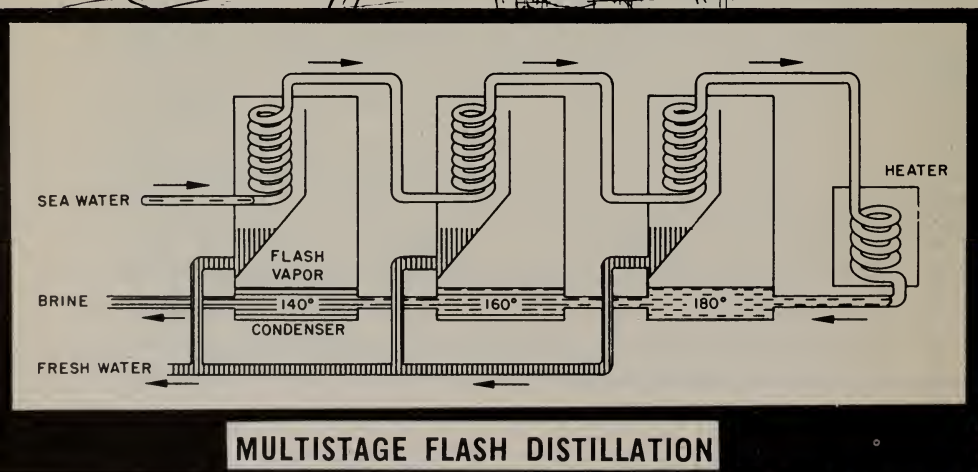 HEATER
SEA WATER
FLASH
VAPOR
BRINE
140°
160°
180°
CONDENSER
FRESH WATER
MULTISTAGE FLASH DISTILLATION